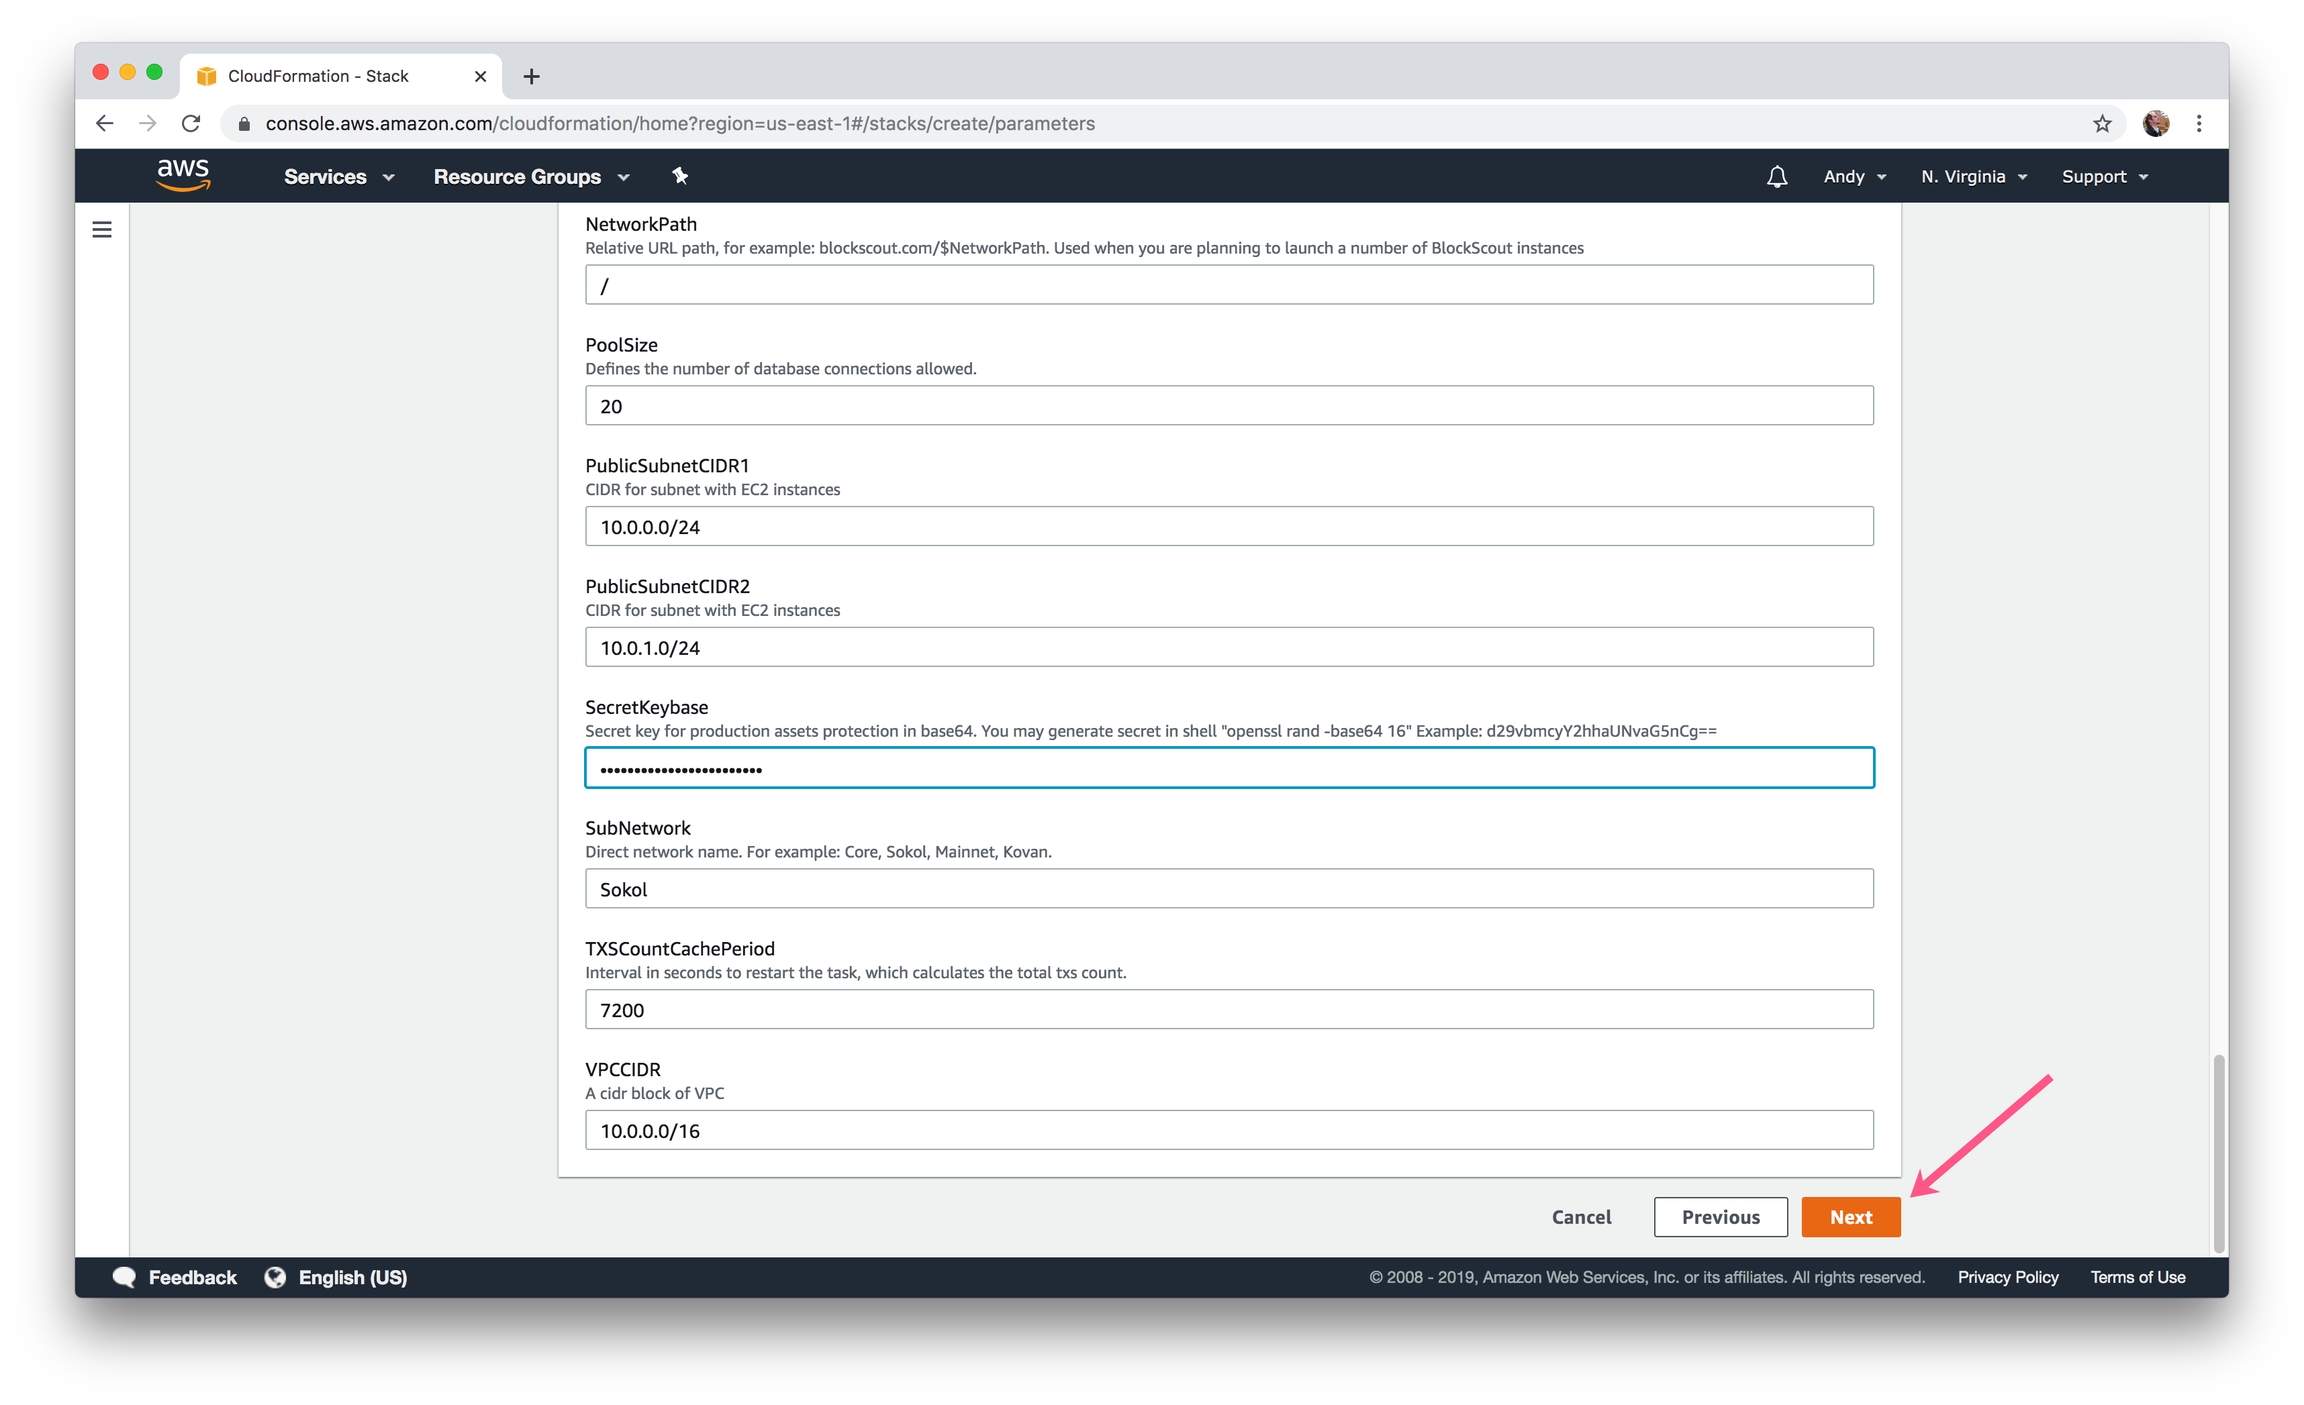 CloudFormation - Stack
console.aws.amazon.com/cloudformation/home?region=us-east-1#/stacks/create/parameters
aws Services Resource Groups Andy N. Virginia Support
NetworkPath
Relative URL path, for example: blockscout.com/$NetworkPath. Used when you are planning to launch a number of BlockScout instances
/
PoolSize
Defines the number of database connections allowed.
20
PublicSubnetCIDR1
CIDR for subnet with EC2 instances
10.0.0.0/24
PublicSubnetCIDR2
CIDR for subnet with EC2 instances
10.0.1.0/24
SecretKeybase
Secret key for production assets protection in base64. You may generate secret in shell "openssl rand -base64 16" Example: d29vbmcyY2hhaUNvaG5nCg==
••••••••••••••••••••••••
SubNetwork
Direct network name. For example: Core, Sokol, Mainnet, Kovan.
Sokol
TXSCountCachePeriod
Interval in seconds to restart the task, which calculates the total txs count.
7200
VPCCIDR
A cidr block of VPC
10.0.0.0/16
Cancel Previous Next
Feedback English (US) © 2008 - 2019, Amazon Web Services, Inc. or its affiliates. All rights reserved. Privacy Policy Terms of Use